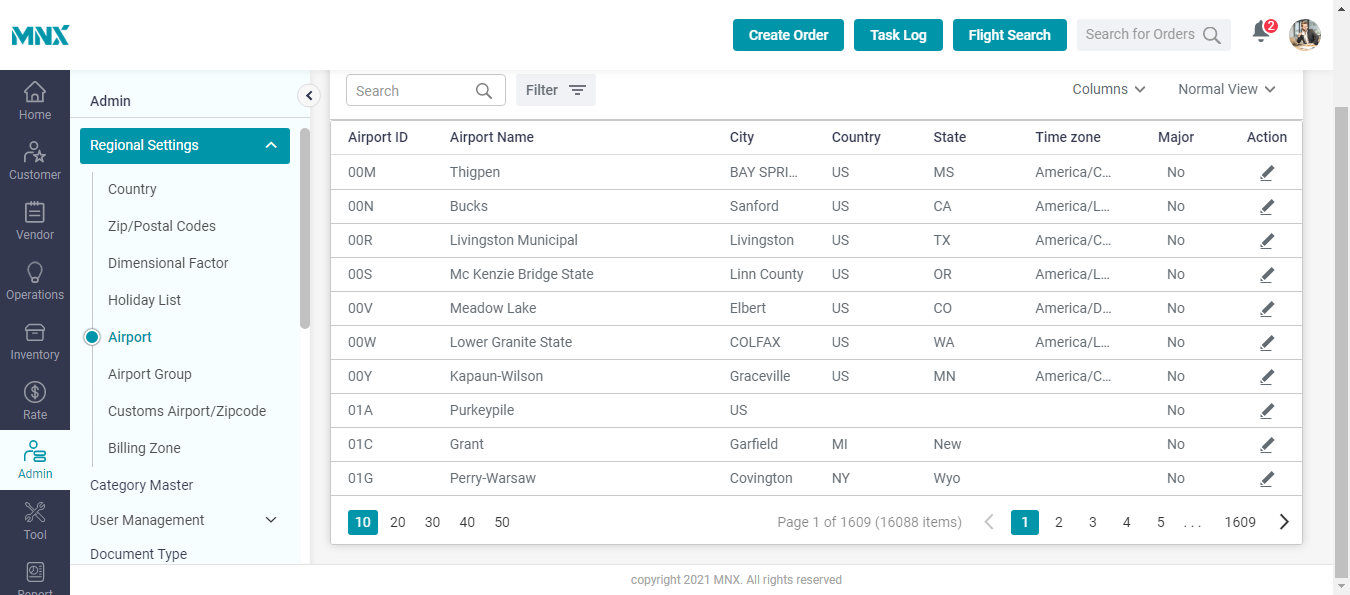 MNX
Create Order
Task Log
Flight Search
Search for Orders
2
Home
Customer
Vendor
Operations
Inventory
Rate
Admin
Tool
Report
Admin
Regional Settings
Country
Zip/Postal Codes
Dimensional Factor
Holiday List
Airport
Airport Group
Customs Airport/Zipcode
Billing Zone
Category Master
User Management
Document Type
Search
Filter
Columns
Normal View
Airport ID Airport Name City Country State Time zone Major Action
00M Thigpen BAY SPRI... US MS America/C... No
00N Bucks Sanford US CA America/L... No
00R Livingston Municipal Livingston US TX America/C... No
00S Mc Kenzie Bridge State Linn County US OR America/L... No
00V Meadow Lake Elbert US CO America/D... No
00W Lower Granite State COLFAX US WA America/L... No
00Y Kapaun-Wilson Graceville US MN America/C... No
01A Purkeypile US No
01C Grant Garfield MI New No
01G Perry-Warsaw Covington NY Wyo No
10 20 30 40 50 Page 1 of 1609 (16088 items) 1 2 3 4 5 ... 1609
copyright 2021 MNX. All rights reserved